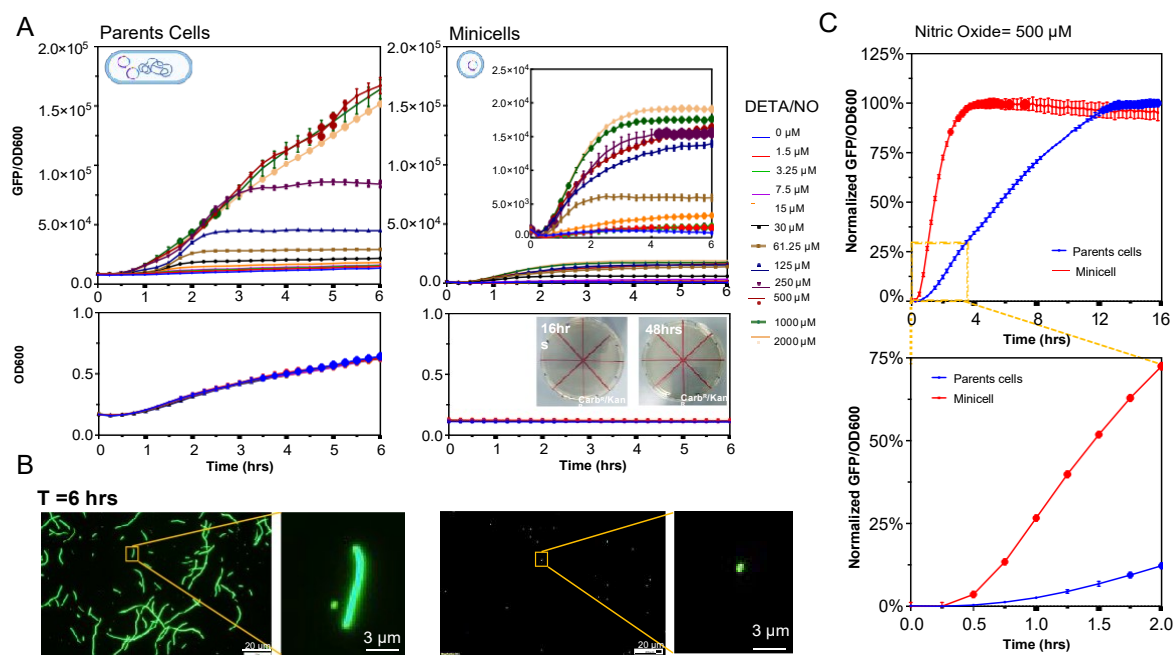 A
Parents Cells
Minicells
2.0×10⁵
1.5×10⁵
1.0×10⁵
5.0×10⁴
0.0
GFP/OD600
0 1 2 3 4 5 6
2.0×10⁵
1.5×10⁵
1.0×10⁵
5.0×10⁴
0.0
2.5×10⁴
2.0×10⁴
1.5×10⁴
1.0×10⁴
5.0×10³
0.0
0 2 4 6
0 1 2 3 4 5 6
DETA/NO
0 μM
1.5 μM
3.25 μM
7.5 μM
15 μM
30 μM
61.25 μM
125 μM
250 μM
500 μM
1000 μM
2000 μM
1.0
0.5
0.0
OD600
0 1 2 3 4 5 6
Time (hrs)
1.0
0.5
0.0
16hr
s
48hrs
Carbᴿ/Kan
Carbᴿ/Kan
0 1 2 3 4 5 6
Time (hrs)
B
T =6 hrs
20 μm
3 μm
20 μm
3 μm
C
Nitric Oxide= 500 μM
125%
100%
75%
50%
25%
0%
Normalized GFP/OD600
Parents cells
Minicell
0 4 8 12 16
Time (hrs)
75%
50%
25%
0%
Normalized GFP/OD600
Parents cells
Minicell
0.0 0.5 1.0 1.5 2.0
Time (hrs)